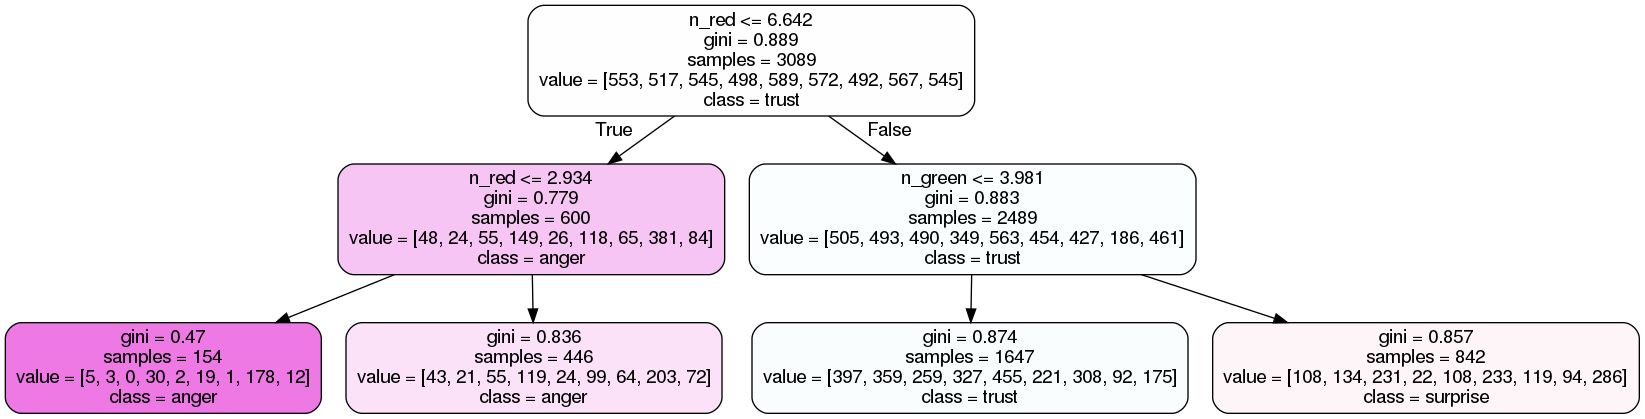 n_red <= 6.642
gini = 0.889
samples = 3089
value = [553, 517, 545, 498, 589, 572, 492, 567, 545]
class = trust
True
False
n_red <= 2.934
gini = 0.779
samples = 600
value = [48, 24, 55, 149, 26, 118, 65, 381, 84]
class = anger
n_green <= 3.981
gini = 0.883
samples = 2489
value = [505, 493, 490, 349, 563, 454, 427, 186, 461]
class = trust
gini = 0.47
samples = 154
value = [5, 3, 0, 30, 2, 19, 1, 178, 12]
class = anger
gini = 0.836
samples = 446
value = [43, 21, 55, 119, 24, 99, 64, 203, 72]
class = anger
gini = 0.874
samples = 1647
value = [397, 359, 259, 327, 455, 221, 308, 92, 175]
class = trust
gini = 0.857
samples = 842
value = [108, 134, 231, 22, 108, 233, 119, 94, 286]
class = surprise